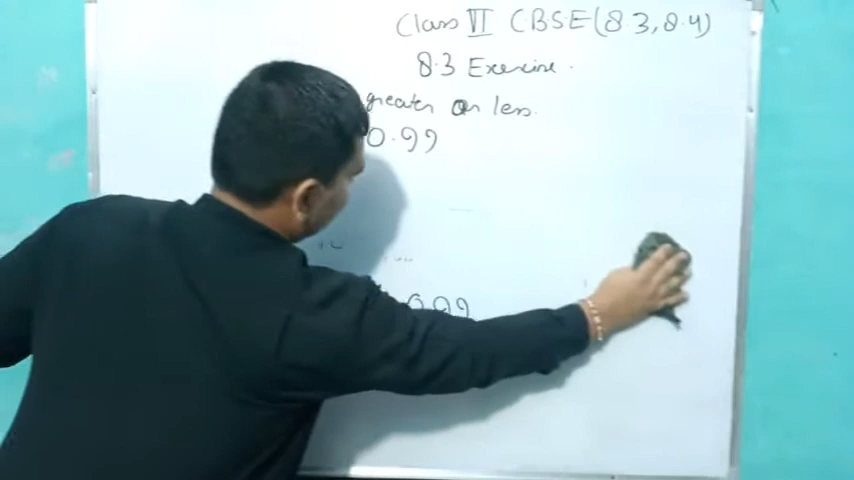 Class VI CBSE (8.3, 8.4)
8.3 Exercise.
greater or less.
0.99
0.99